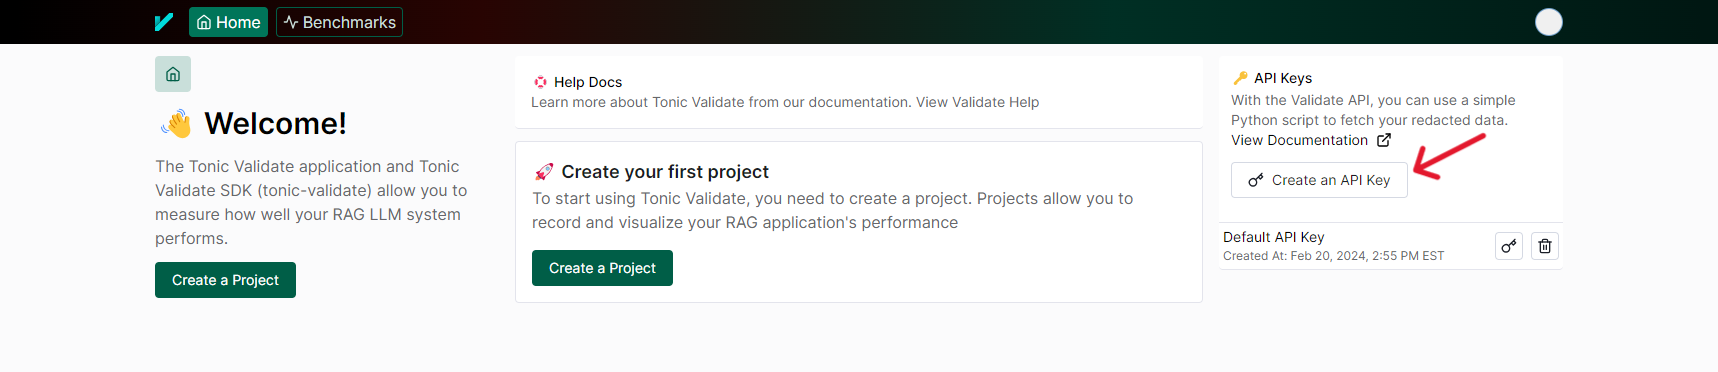 Home
Benchmarks
Welcome!
The Tonic Validate application and Tonic
Validate SDK (tonic-validate) allow you to
measure how well your RAG LLM system
performs.
Create a Project
Help Docs
Learn more about Tonic Validate from our documentation. View Validate Help
Create your first project
To start using Tonic Validate, you need to create a project. Projects allow you to
record and visualize your RAG application's performance
Create a Project
API Keys
With the Validate API, you can use a simple
Python script to fetch your redacted data.
View Documentation
Create an API Key
Default API Key
Created At: Feb 20, 2024, 2:55 PM EST